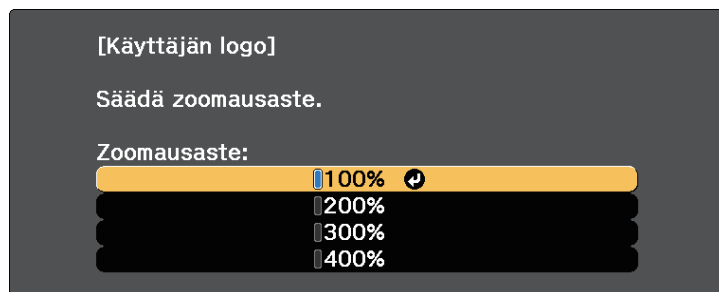 [Käyttäjän logo]
Säädä zoomausaste.
Zoomausaste:
100%
200%
300%
400%